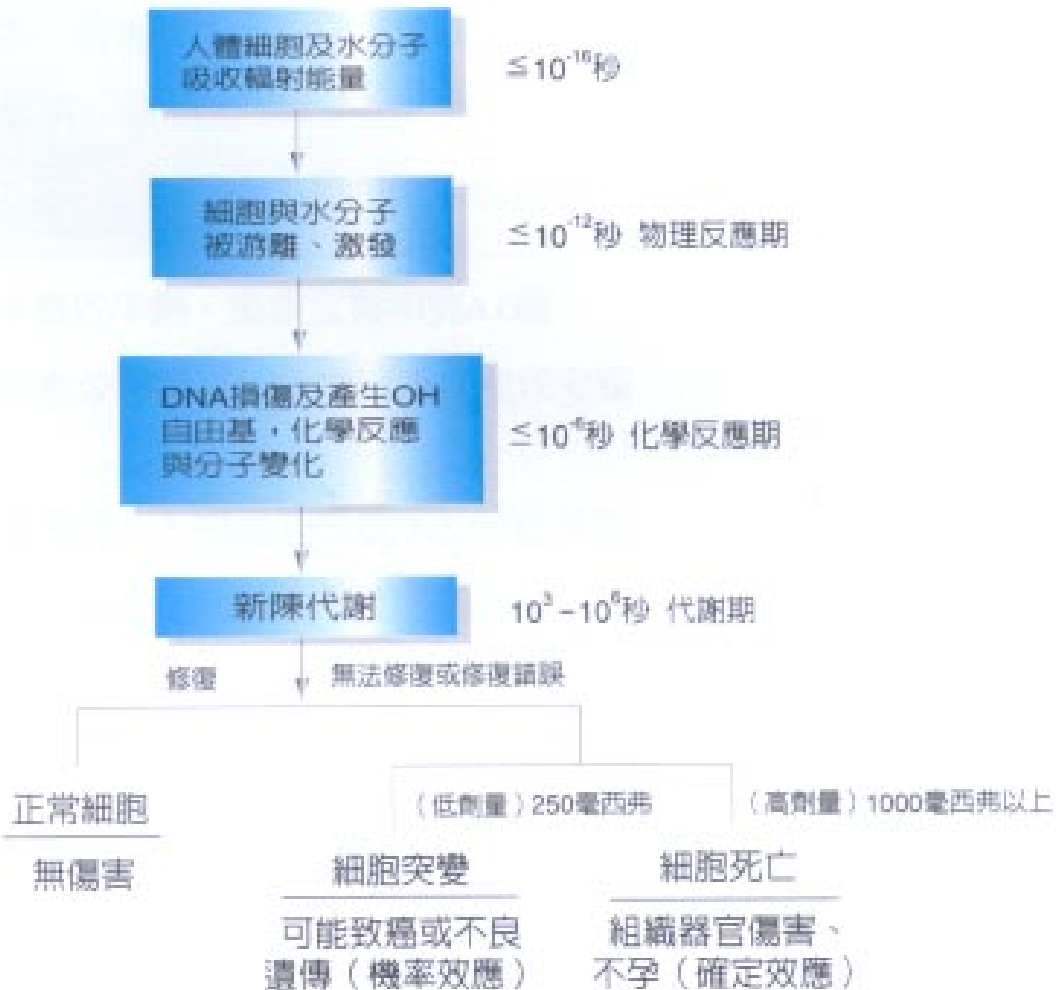 人體細胞及水分子
吸收輻射能量
≦10⁻¹⁶秒
細胞與水分子
被游離、激發
≦10⁻¹²秒 物理反應期
DNA損傷及產生OH
自由基，化學反應
與分子變化
≦10⁻⁶秒 化學反應期
新陳代謝
10³–10⁶秒 代謝期
修復
無法修復或修復錯誤
正常細胞
無傷害
（低劑量）250毫西弗
細胞突變
可能致癌或不良
遺傳（機率效應）
（高劑量）1000毫西弗以上
細胞死亡
組織器官傷害、
不孕（確定效應）